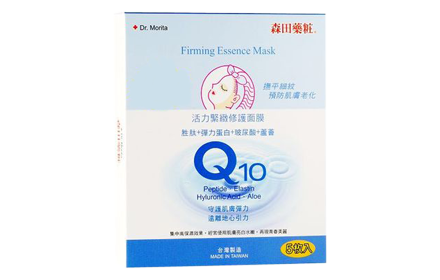 Dr. Morita
森田藥粧
Firming Essence Mask
撫平細紋
預防肌膚老化
活力緊緻修護面膜
胜肽+彈力蛋白+玻尿酸+蘆薈
Q10
Peptide - Elastin
Hyluronic Acid - Aloe
守護肌膚彈力
遠離地心引力
台灣製造
MADE IN TAIWAN
5枚入